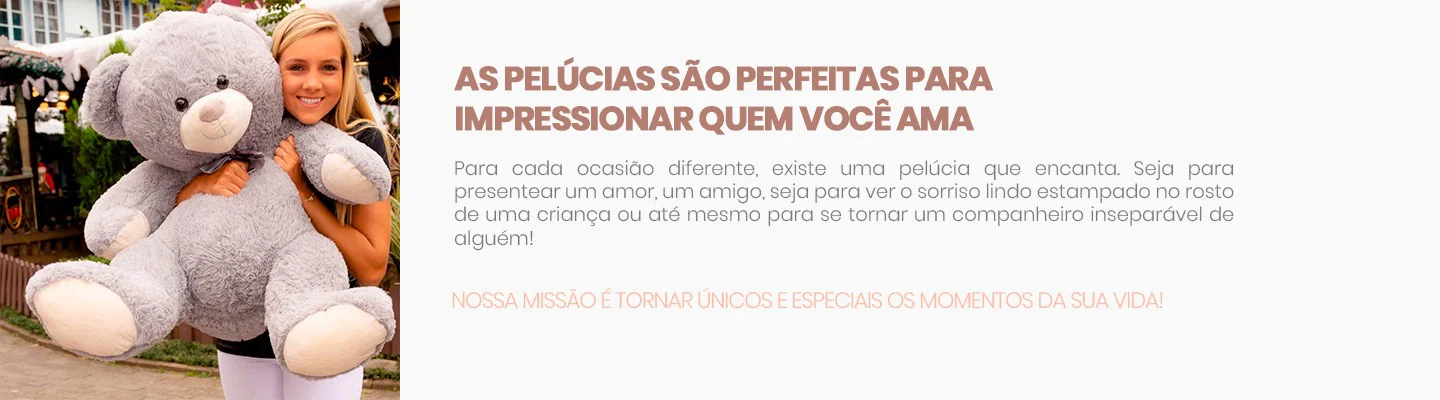 AS PELÚCIAS SÃO PERFEITAS PARA
IMPRESSIONAR QUEM VOCÊ AMA
Para cada ocasião diferente, existe uma pelúcia que encanta. Seja para
presentear um amor, um amigo, seja para ver o sorriso lindo estampado no rosto
de uma criança ou até mesmo para se tornar um companheiro inseparável de
alguém!
NOSSA MISSÃO É TORNAR ÚNICOS E ESPECIAIS OS MOMENTOS DA SUA VIDA!